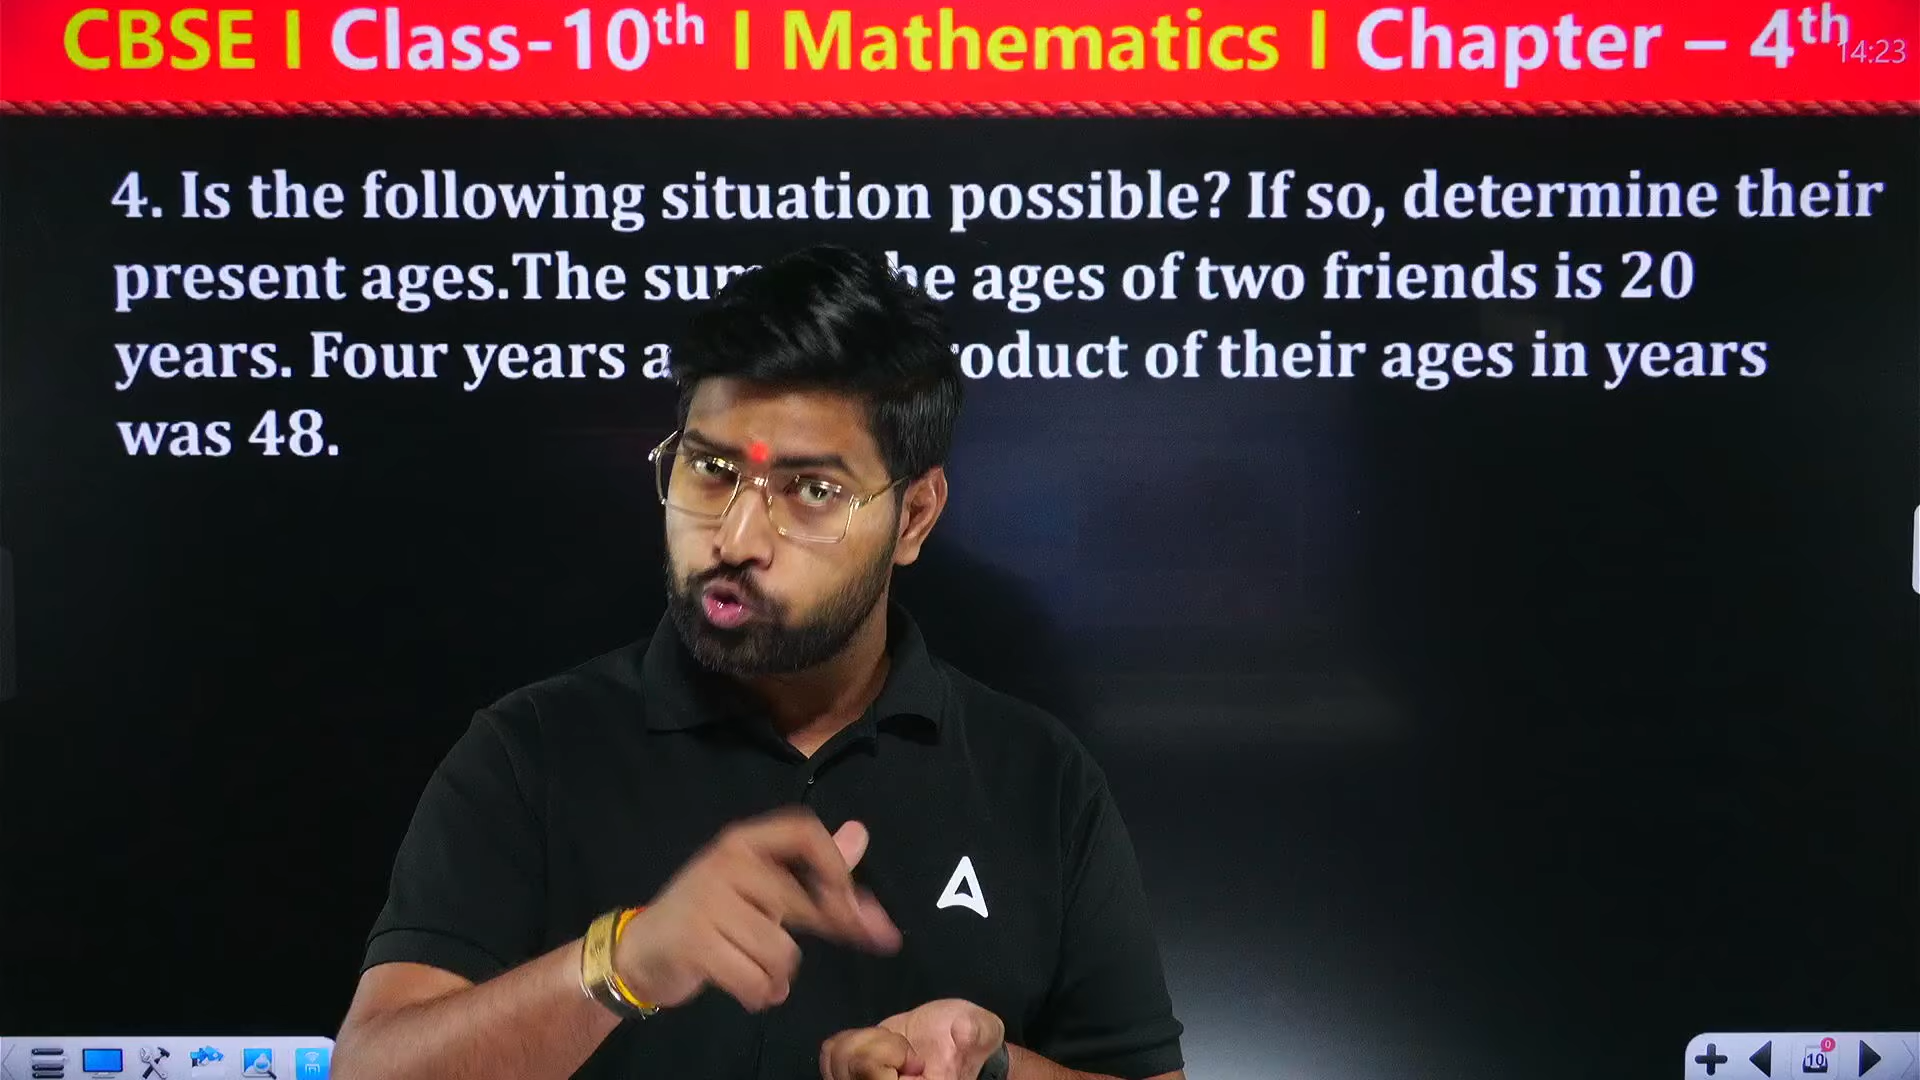 CBSE I Class-10th I Mathematics I Chapter – 4th
14:23
4. Is the following situation possible? If so, determine their
present ages.The sum he ages of two friends is 20
years. Four years a roduct of their ages in years
was 48.
10
0